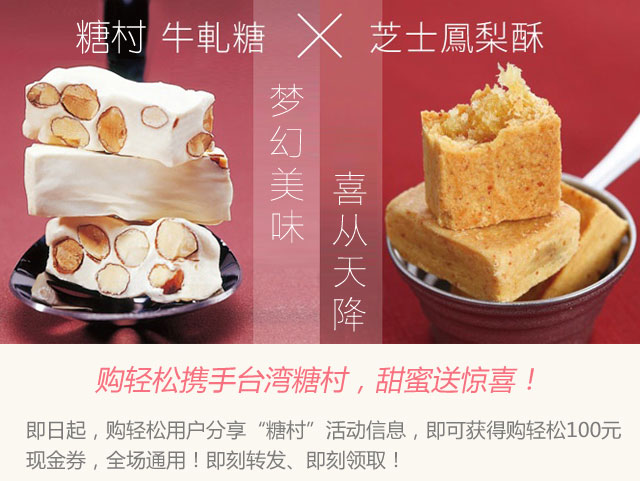 糖村 牛軋糖 × 芝士鳳梨酥
梦幻美味
喜从天降
购轻松携手台湾糖村，甜蜜送惊喜！
即日起，购轻松用户分享“糖村”活动信息，即可获得购轻松100元
现金券，全场通用！即刻转发、即刻领取！